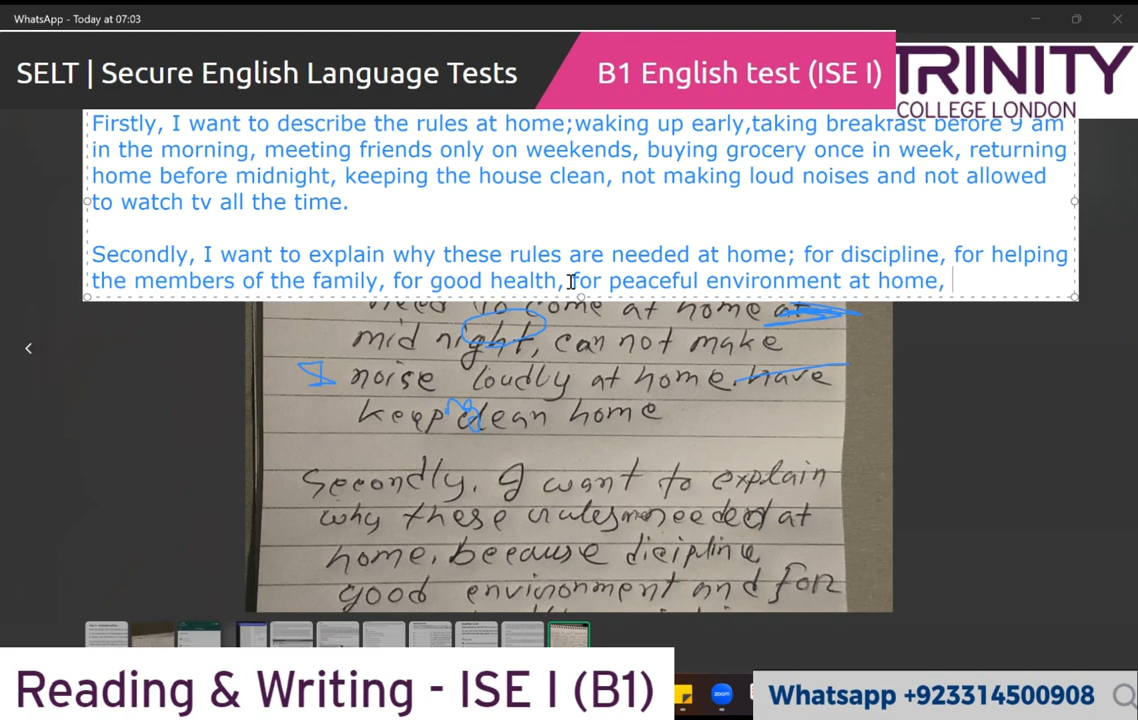 WhatsApp - Today at 07:03
SELT | Secure English Language Tests
B1 English test (ISE I)
TRINITY
COLLEGE LONDON
Firstly, I want to describe the rules at home;waking up early,taking breakfast before 9 am
in the morning, meeting friends only on weekends, buying grocery once in week, returning
home before midnight, keeping the house clean, not making loud noises and not allowed
to watch tv all the time.
Secondly, I want to explain why these rules are needed at home; for discipline, for helping
the members of the family, for good health, for peaceful environment at home,
need to come at home at
mid night, can not make
noise loudly at home. have
keep clean home
Secondly, I want to explain
why these rules needed at
home. because dicipline
good environment and for
Reading & Writing - ISE I (B1)
zoom
Whatsapp +923314500908